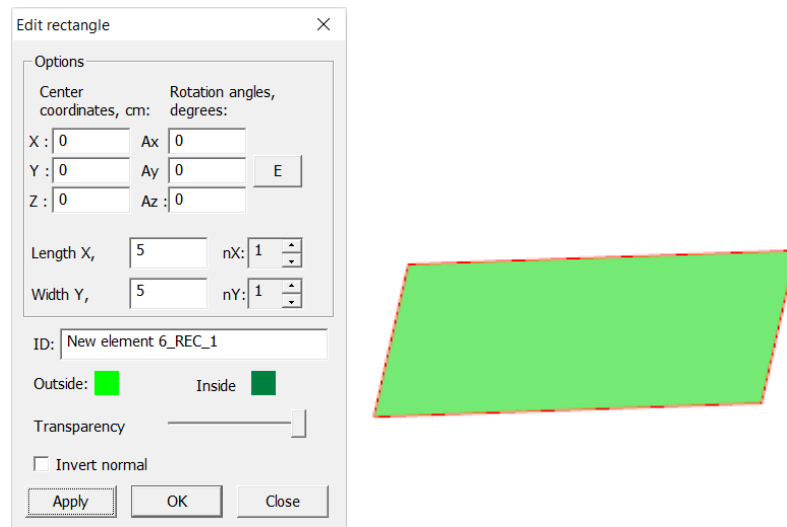 Edit rectangle
Options
Center Rotation angles,
coordinates, cm: degrees:
X : 0 Ax 0
Y : 0 Ay 0 E
Z : 0 Az : 0
Length X, 5 nX: 1
Width Y, 5 nY: 1
ID: New element 6_REC_1
Outside: Inside
Transparency
Invert normal
Apply OK Close